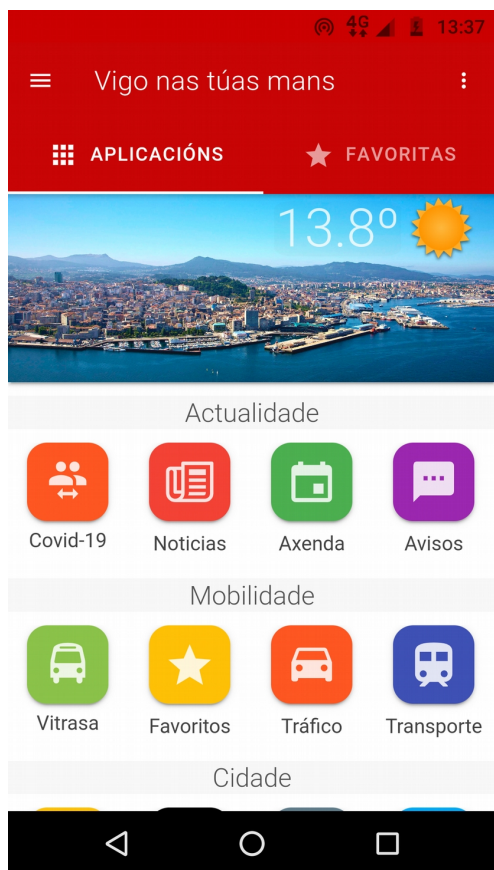 4G 13:37
Vigo nas túas mans
APLICACIÓNS FAVORITAS
13.8º
Actualidade
Covid-19 Noticias Axenda Avisos
Mobilidade
Vitrasa Favoritos Tráfico Transporte
Cidade